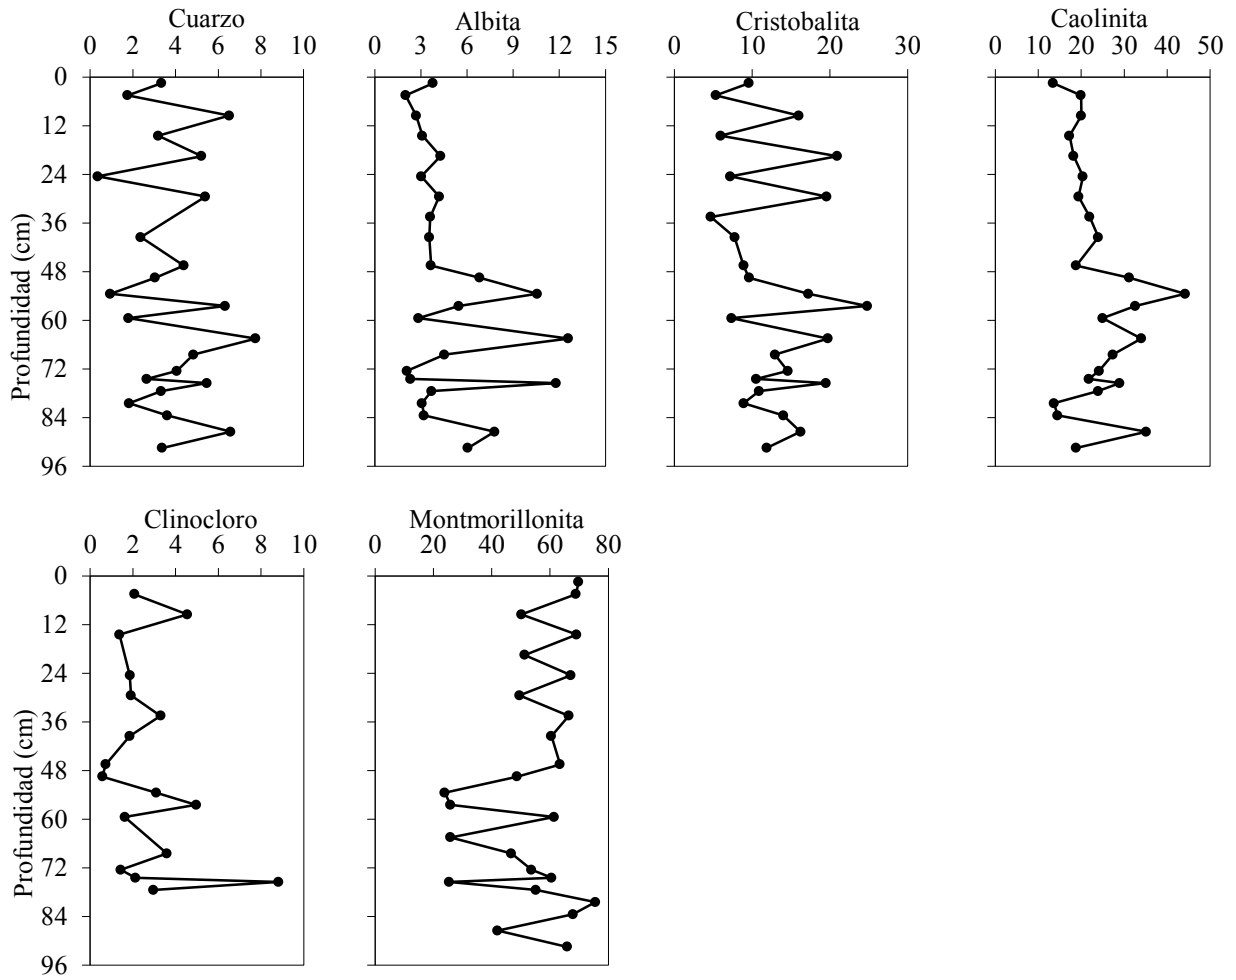 Cuarzo
0 2 4 6 8 10
Albita
0 3 6 9 12 15
Cristobalita
0 10 20 30
Caolinita
0 10 20 30 40 50
Profundidad (cm)
0
12
24
36
48
60
72
84
96
Clinocloro
0 2 4 6 8 10
Montmorillonita
0 20 40 60 80
Profundidad (cm)
0
12
24
36
48
60
72
84
96